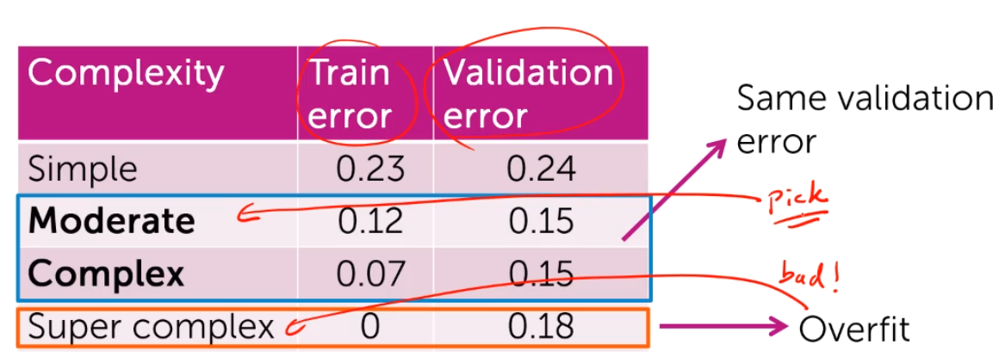 Complexity Train error Validation error
Same validation error
Simple 0.23 0.24
pick
Moderate 0.12 0.15
Complex 0.07 0.15
bad!
Super complex 0 0.18
Overfit